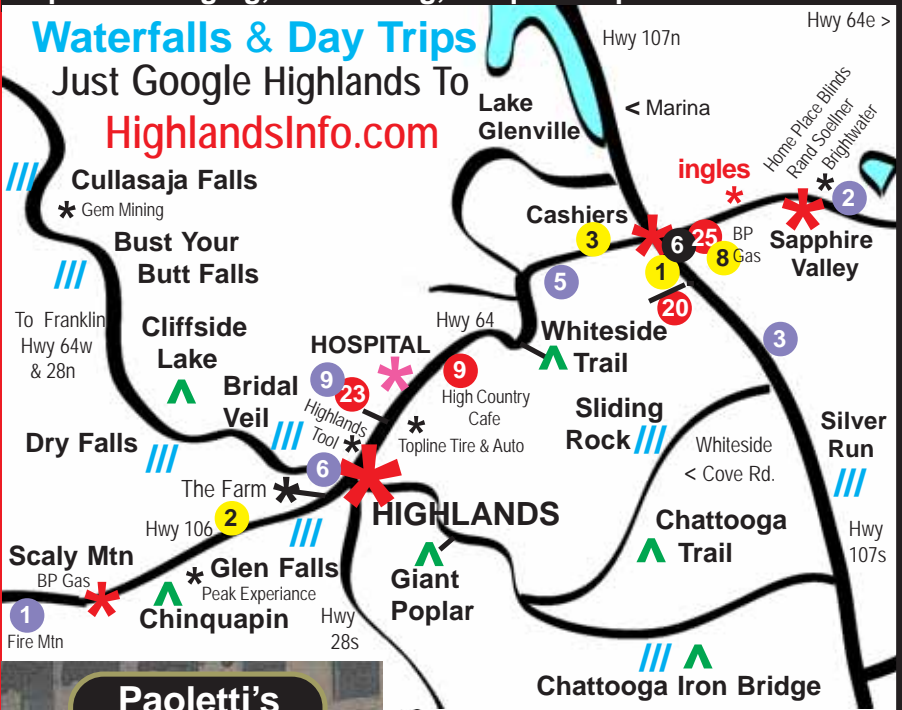 Waterfalls & Day Trips
Just Google Highlands To
HighlandsInfo.com
Hwy 107n
Hwy 64e >
Lake
Glenville
< Marina
Home Place Blinds
Rand Soellner
Brightwater
ingles
2
Cullasaja Falls
Gem Mining
Cashiers
3
6
25
BP
Gas
8
1
Sapphire
Valley
Bust Your
Butt Falls
5
20
To Franklin
Hwy 64w
& 28n
Cliffside
Lake
Hwy 64
HOSPITAL
Whiteside
Trail
3
9
23
9
Bridal
Veil
Highlands
Tool
High Country
Cafe
Topline Tire & Auto
Sliding
Rock
Whiteside
< Cove Rd.
Silver
Run
Dry Falls
6
The Farm
2
Hwy 106
HIGHLANDS
Chattooga
Trail
Hwy
107s
Scaly Mtn
BP Gas
Glen Falls
Peak Experiance
Giant
Poplar
Chinquapin
1
Fire Mtn
Hwy
28s
Chattooga Iron Bridge
Paoletti's